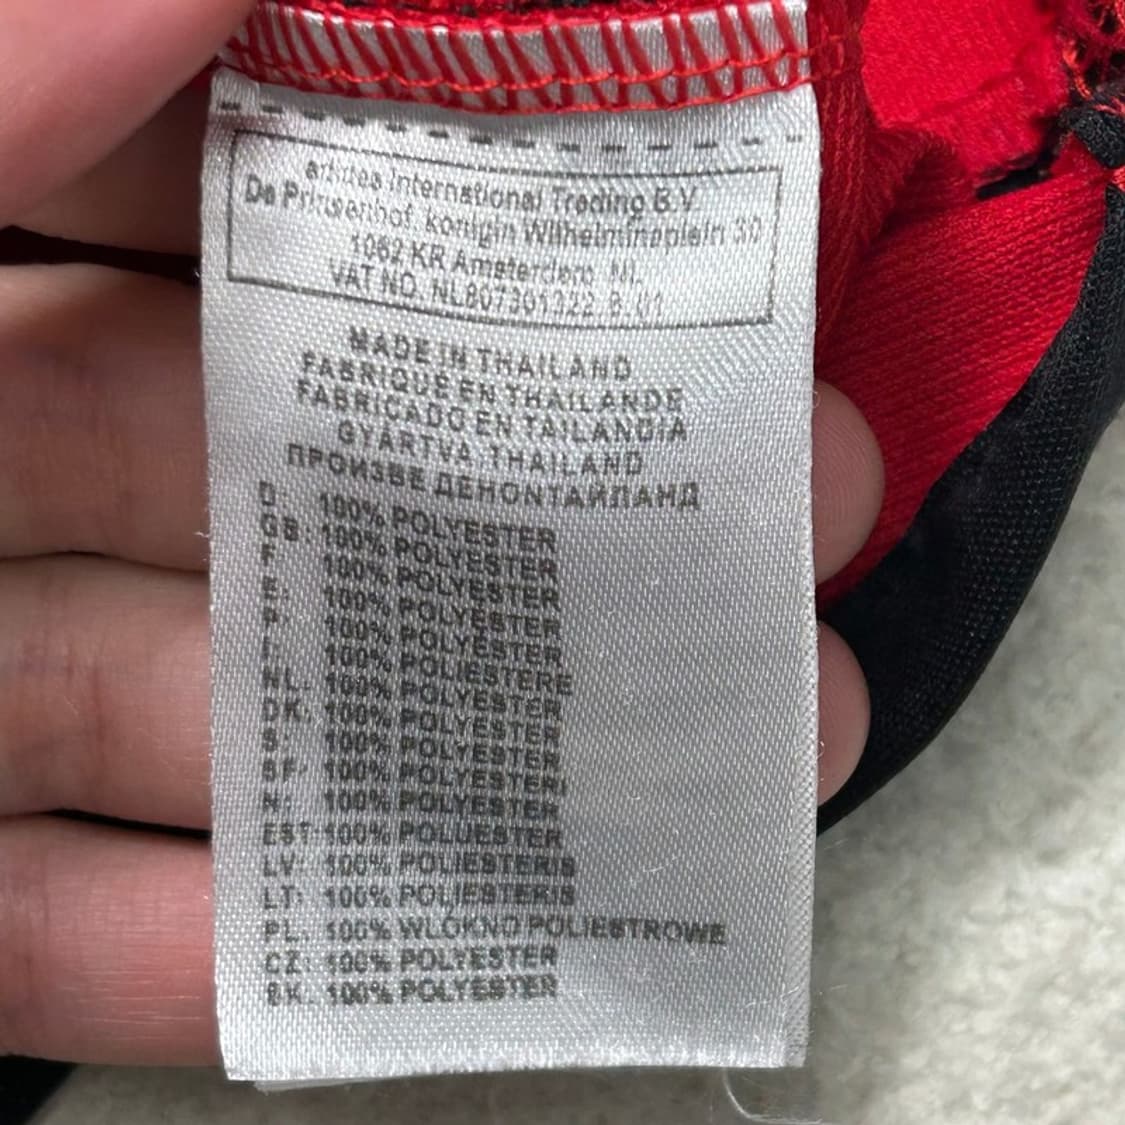 International Trading B.V.
De Prinsenhof, Konigin Wilhelminaplein 30
1062 KR Amsterdam NL
VAT NO. NL807301322 B 01
MADE IN THAILAND
FABRIQUE EN THAILANDE
FABRICADO EN TAILANDIA
GYARTVA THAILAND
ПРОИЗВЕ ДЕНОНТАЙЛАНД
D: 100% POLYESTER
GB: 100% POLYESTER
F: 100% POLYESTER
E: 100% POLYESTER
P: 100% POLYESTER
I: 100% POLIESTERE
NL: 100% POLYESTER
DK: 100% POLYESTER
S: 100% POLYESTER
SF: 100% POLYESTER
N: 100% POLYESTER
EST: 100% POLUESTER
LV: 100% POLIESTERIS
LT: 100% POLIESTERIS
PL: 100% WLOKNO POLIESTROWE
CZ: 100% POLYESTER
SK: 100% POLYESTER